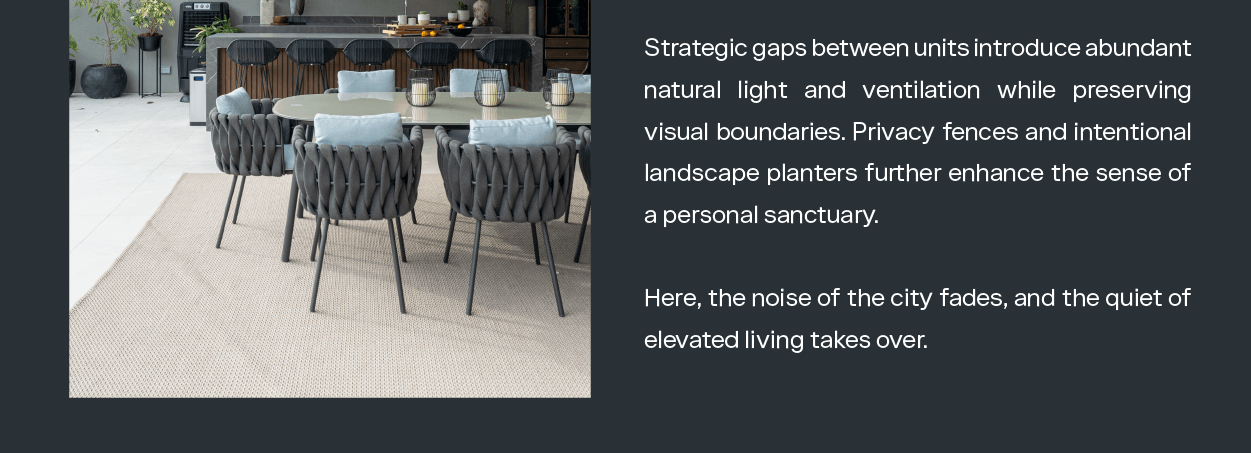 Strategic gaps between units introduce abundant
natural light and ventilation while preserving
visual boundaries. Privacy fences and intentional
landscape planters further enhance the sense of
a personal sanctuary.
Here, the noise of the city fades, and the quiet of
elevated living takes over.